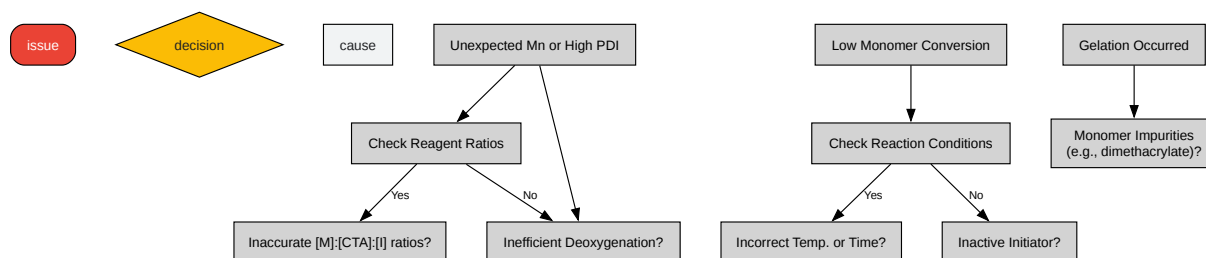 issue
decision
cause
Unexpected Mn or High PDI
Low Monomer Conversion
Gelation Occurred
Check Reagent Ratios
Check Reaction Conditions
Monomer Impurities
(e.g., dimethacrylate)?
Yes
No
Yes
No
Inaccurate [M]:[CTA]:[I] ratios?
Inefficient Deoxygenation?
Incorrect Temp. or Time?
Inactive Initiator?